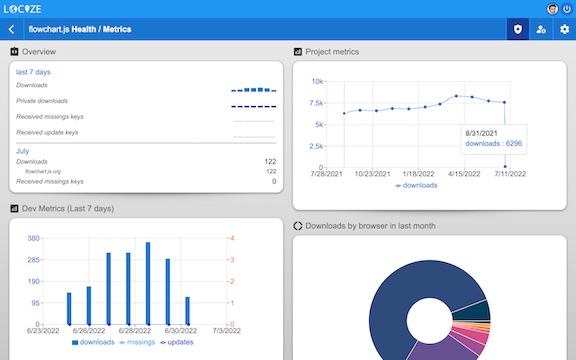 LOCIZE
flowchart.js Health / Metrics
Overview
last 7 days
Downloads
Private downloads
Received missings keys
Received update keys
July
Downloads 122
flowchart.js.org 122
Received missings keys 0
Project metrics
10k
7.5k
5k
2.5k
0
7/28/2021 10/23/2021 1/18/2022 4/15/2022 7/11/2022
8/31/2021
downloads : 6296
downloads
Dev Metrics (Last 7 days)
380 4
285 3
190 2
95 1
0 0
6/23/2022 6/26/2022 6/28/2022 6/30/2022 7/3/2022
downloads missings updates
Downloads by browser in last month